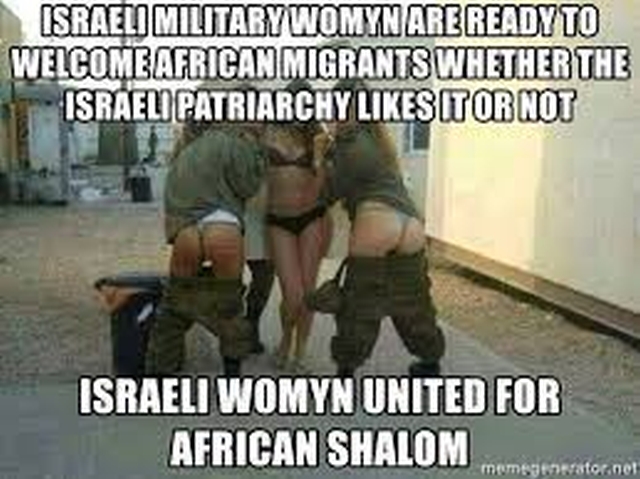 ISRAELI MILITARY WOMYN ARE READY TO
WELCOME AFRICAN MIGRANTS WHETHER THE
ISRAELI PATRIARCHY LIKES IT OR NOT
ISRAELI WOMYN UNITED FOR
AFRICAN SHALOM
memegenerator.net